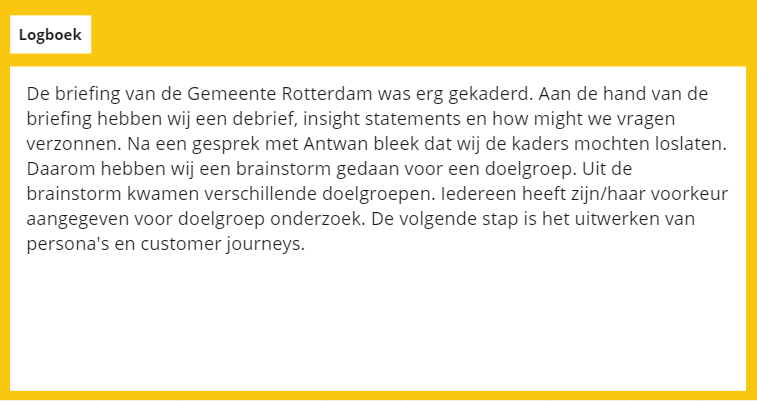 Logboek
De briefing van de Gemeente Rotterdam was erg gekaderd. Aan de hand van de
briefing hebben wij een debrief, insight statements en how might we vragen
verzonnen. Na een gesprek met Antwan bleek dat wij de kaders mochten loslaten.
Daarom hebben wij een brainstorm gedaan voor een doelgroep. Uit de
brainstorm kwamen verschillende doelgroepen. Iedereen heeft zijn/haar voorkeur
aangegeven voor doelgroep onderzoek. De volgende stap is het uitwerken van
persona's en customer journeys.